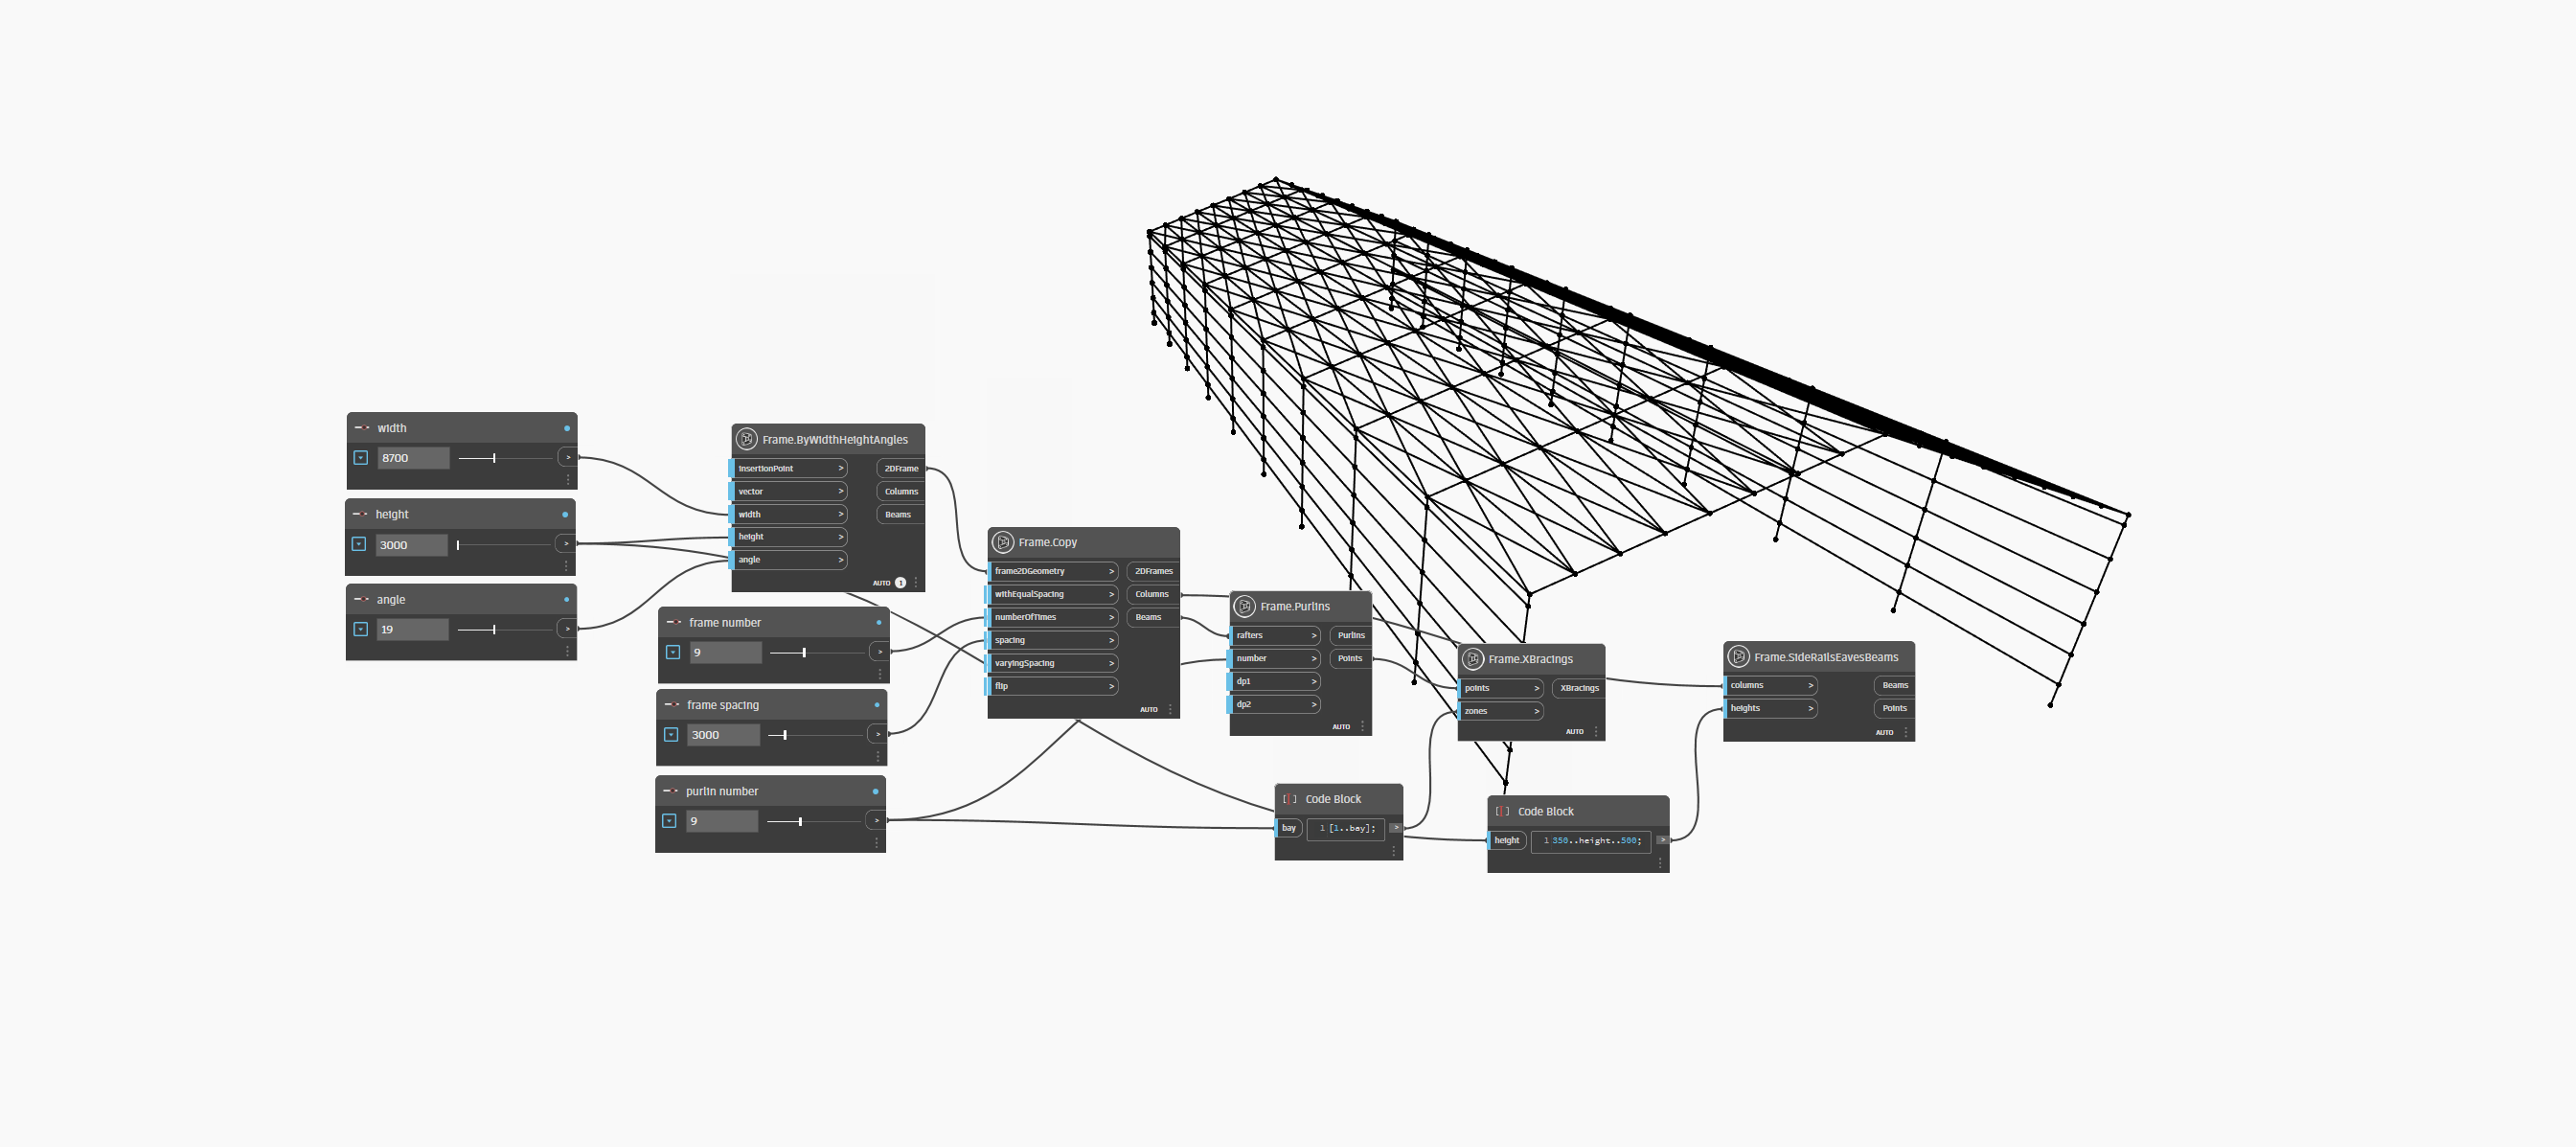 width
8700
>
height
3000
>
angle
19
>
Frame.ByWidthHeightAngles
insertionPoint > 2DFrame
vector > Columns
width > Beams
height >
angle >
AUTO 1
frame number
9
>
frame spacing
3000
>
purlin number
9
>
Frame.Copy
frame2DGeometry > 2DFrames
withEqualSpacing > Columns
numberOfTimes > Beams
spacing >
varyingSpacing >
flip >
AUTO
Frame.Purlins
rafters > Purlins
number > Points
dp1 >
dp2 >
AUTO
Frame.XBracings
points > XBracings
zones >
AUTO
Frame.SideRailsEavesBeams
columns > Beams
heights > Points
AUTO
Code Block
bay 1 [1..bay]; >
Code Block
height 1 350..height..500; >